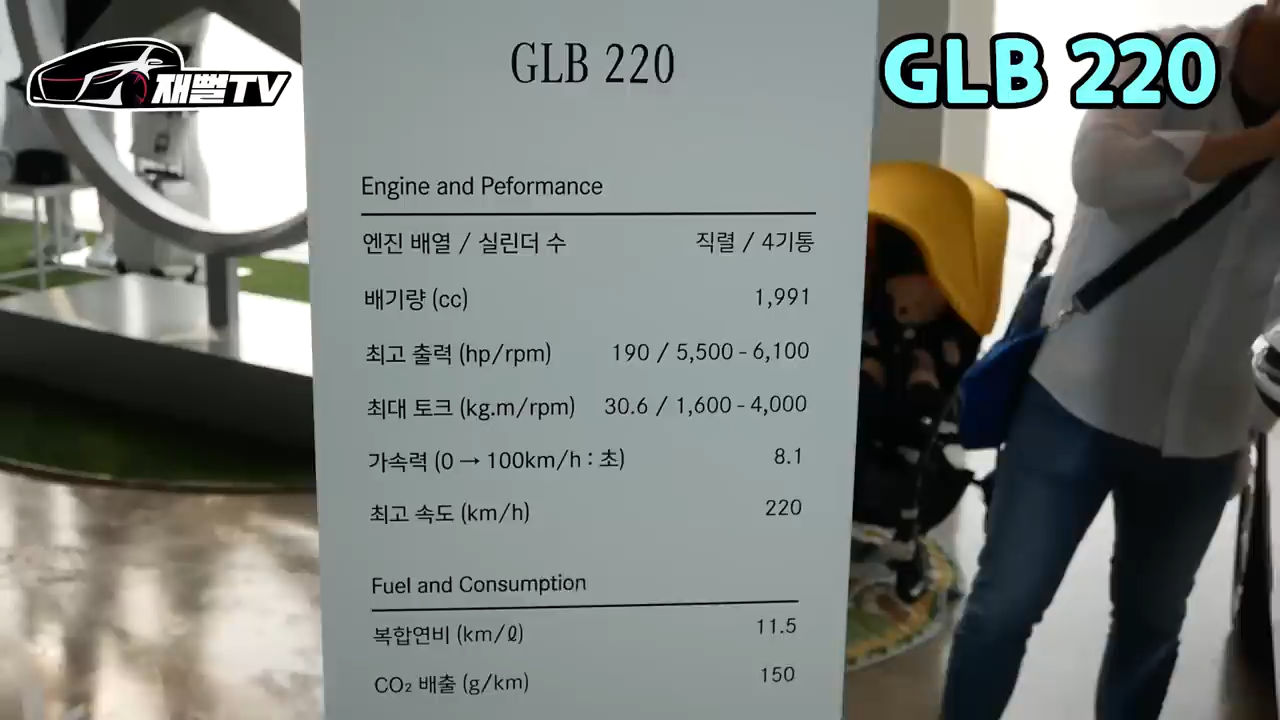 재뻘TV
GLB 220
GLB 220
Engine and Peformance
엔진 배열 / 실린더 수 직렬 / 4기통
배기량 (cc) 1,991
최고 출력 (hp/rpm) 190 / 5,500 - 6,100
최대 토크 (kg.m/rpm) 30.6 / 1,600 - 4,000
가속력 (0 → 100km/h : 초) 8.1
최고 속도 (km/h) 220
Fuel and Consumption
복합연비 (km/ℓ) 11.5
CO₂ 배출 (g/km) 150